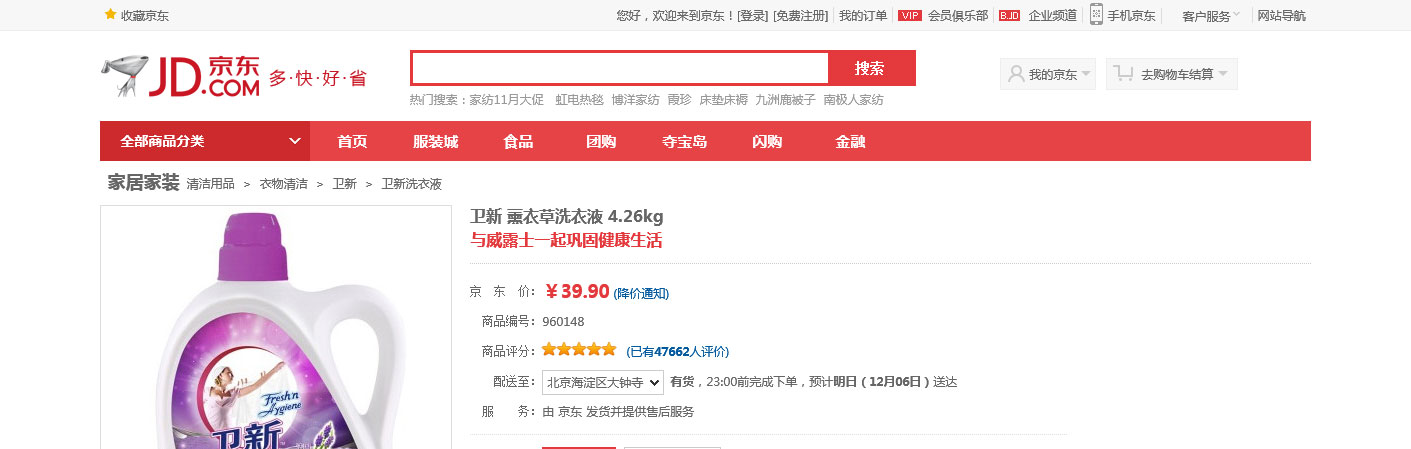 收藏京东
您好，欢迎来到京东！[登录] [免费注册] 我的订单 VIP 会员俱乐部 B.JD 企业频道 手机京东 客户服务 网站导航
JD.COM 京东 多·快·好·省
搜索
我的京东 去购物车结算
热门搜索：家纺11月大促 虹电热毯 博洋家纺 霞珍 床垫床褥 九洲鹿被子 南极人家纺
全部商品分类 首页 服装城 食品 团购 夺宝岛 闪购 金融
家居家装 清洁用品 > 衣物清洁 > 卫新 > 卫新洗衣液
卫新 薰衣草洗衣液 4.26kg
与威露士一起巩固健康生活
京 东 价： ￥39.90 (降价通知)
商品编号：960148
商品评分： (已有47662人评价)
配送至： 北京海淀区大钟寺 有货，23:00前完成下单，预计明日（12月06日）送达
服 务：由 京东 发货并提供售后服务
Fresh'n
Hygiene
卫新